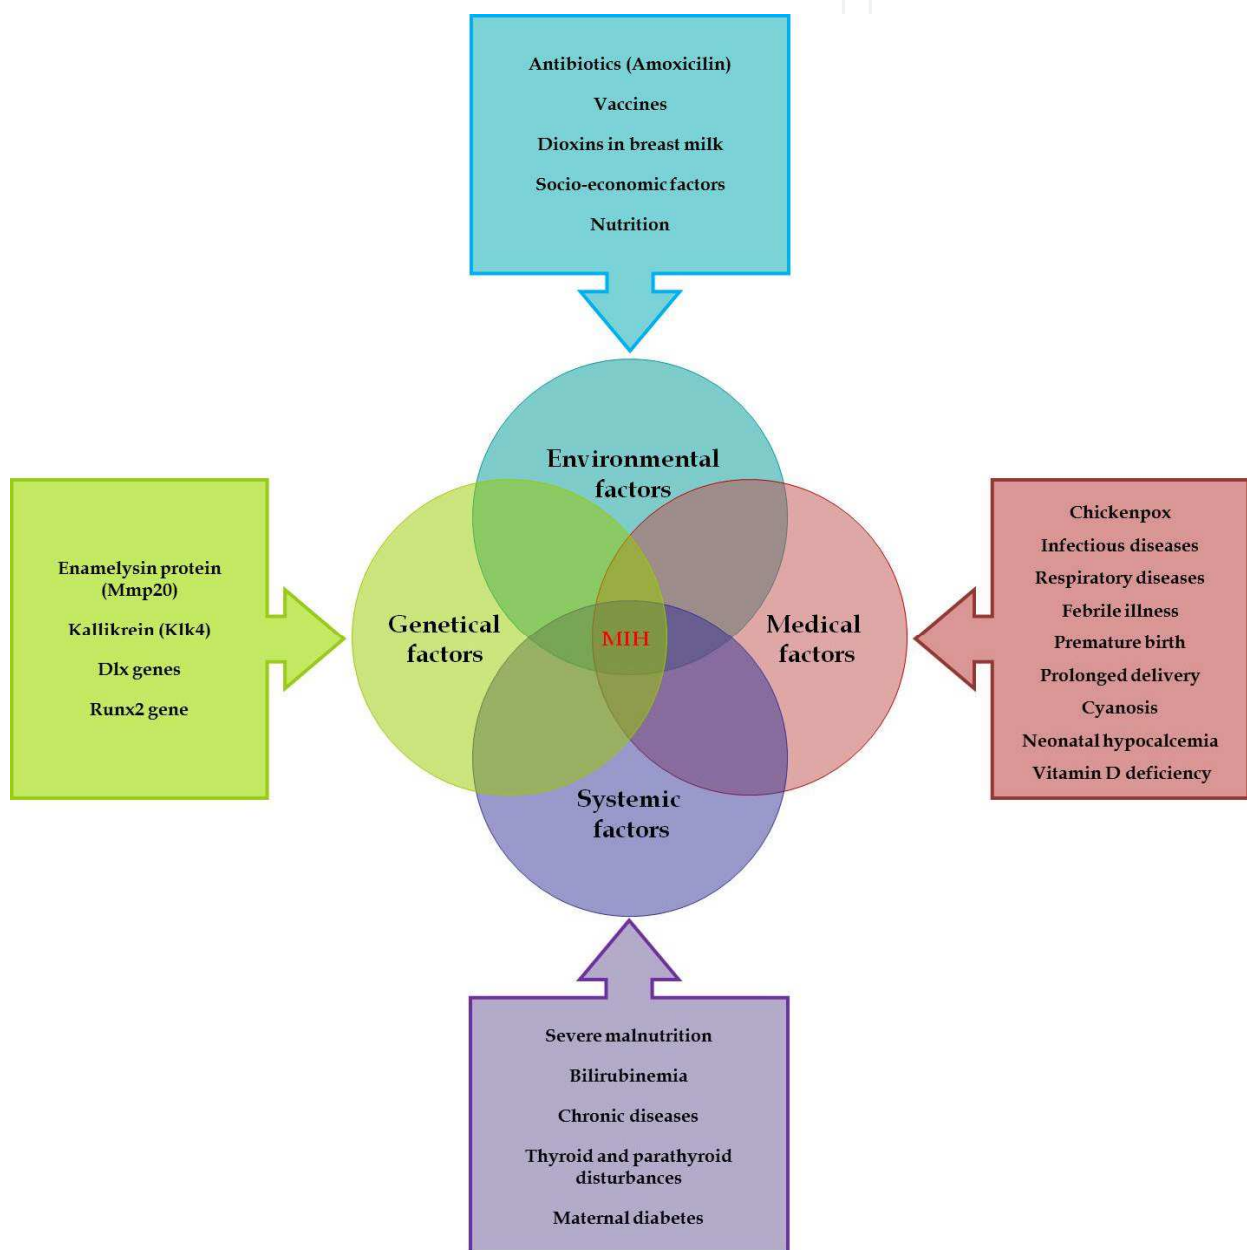 Antibiotics (Amoxicilin)
Vaccines
Dioxins in breast milk
Socio-economic factors
Nutrition
Environmental
factors
Enamelysin protein
(Mmp20)
Kallikrein (Klk4)
Dlx genes
Runx2 gene
Genetical
factors
MIH
Medical
factors
Chickenpox
Infectious diseases
Respiratory diseases
Febrile illness
Premature birth
Prolonged delivery
Cyanosis
Neonatal hypocalcemia
Vitamin D deficiency
Systemic
factors
Severe malnutrition
Bilirubinemia
Chronic diseases
Thyroid and parathyroid
disturbances
Maternal diabetes